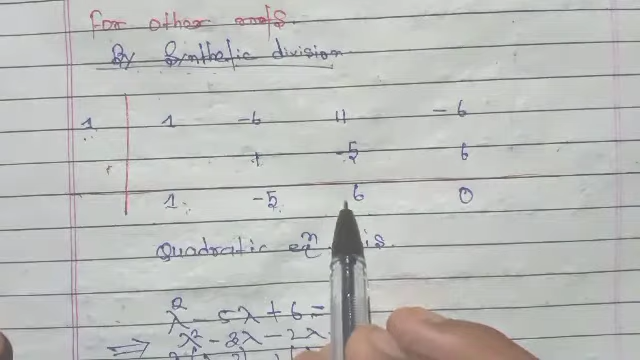 For other roots.
By Synthetic division
1 1 -6 11 -6
1 -5 6
1 -5 6 0
Quadratic eqn is.
λ² - 5λ + 6 =
⇒ λ² - 3λ - 2λ